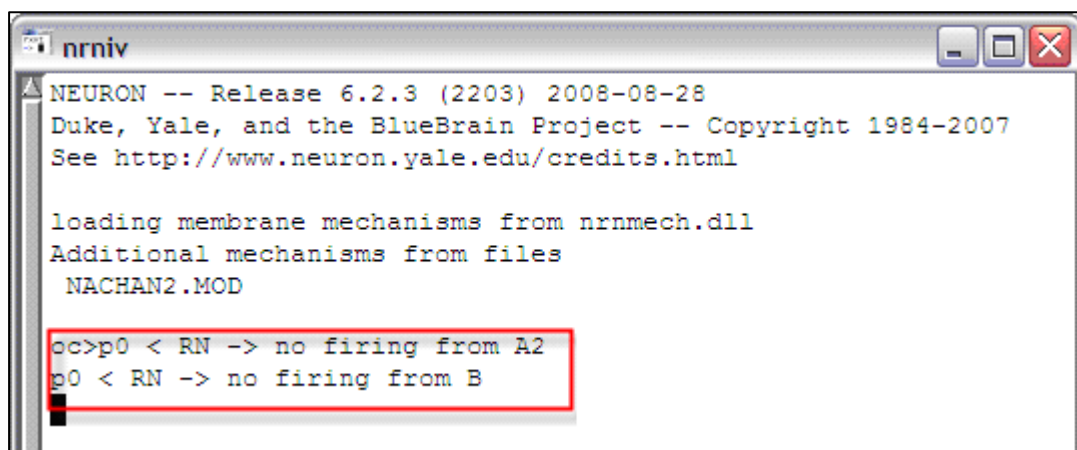 nrniv
NEURON -- Release 6.2.3 (2203) 2008-08-28
Duke, Yale, and the BlueBrain Project -- Copyright 1984-2007
See http://www.neuron.yale.edu/credits.html
loading membrane mechanisms from nrnmech.dll
Additional mechanisms from files
NACHAN2.MOD
oc>p0 < RN -> no firing from A2
p0 < RN -> no firing from B